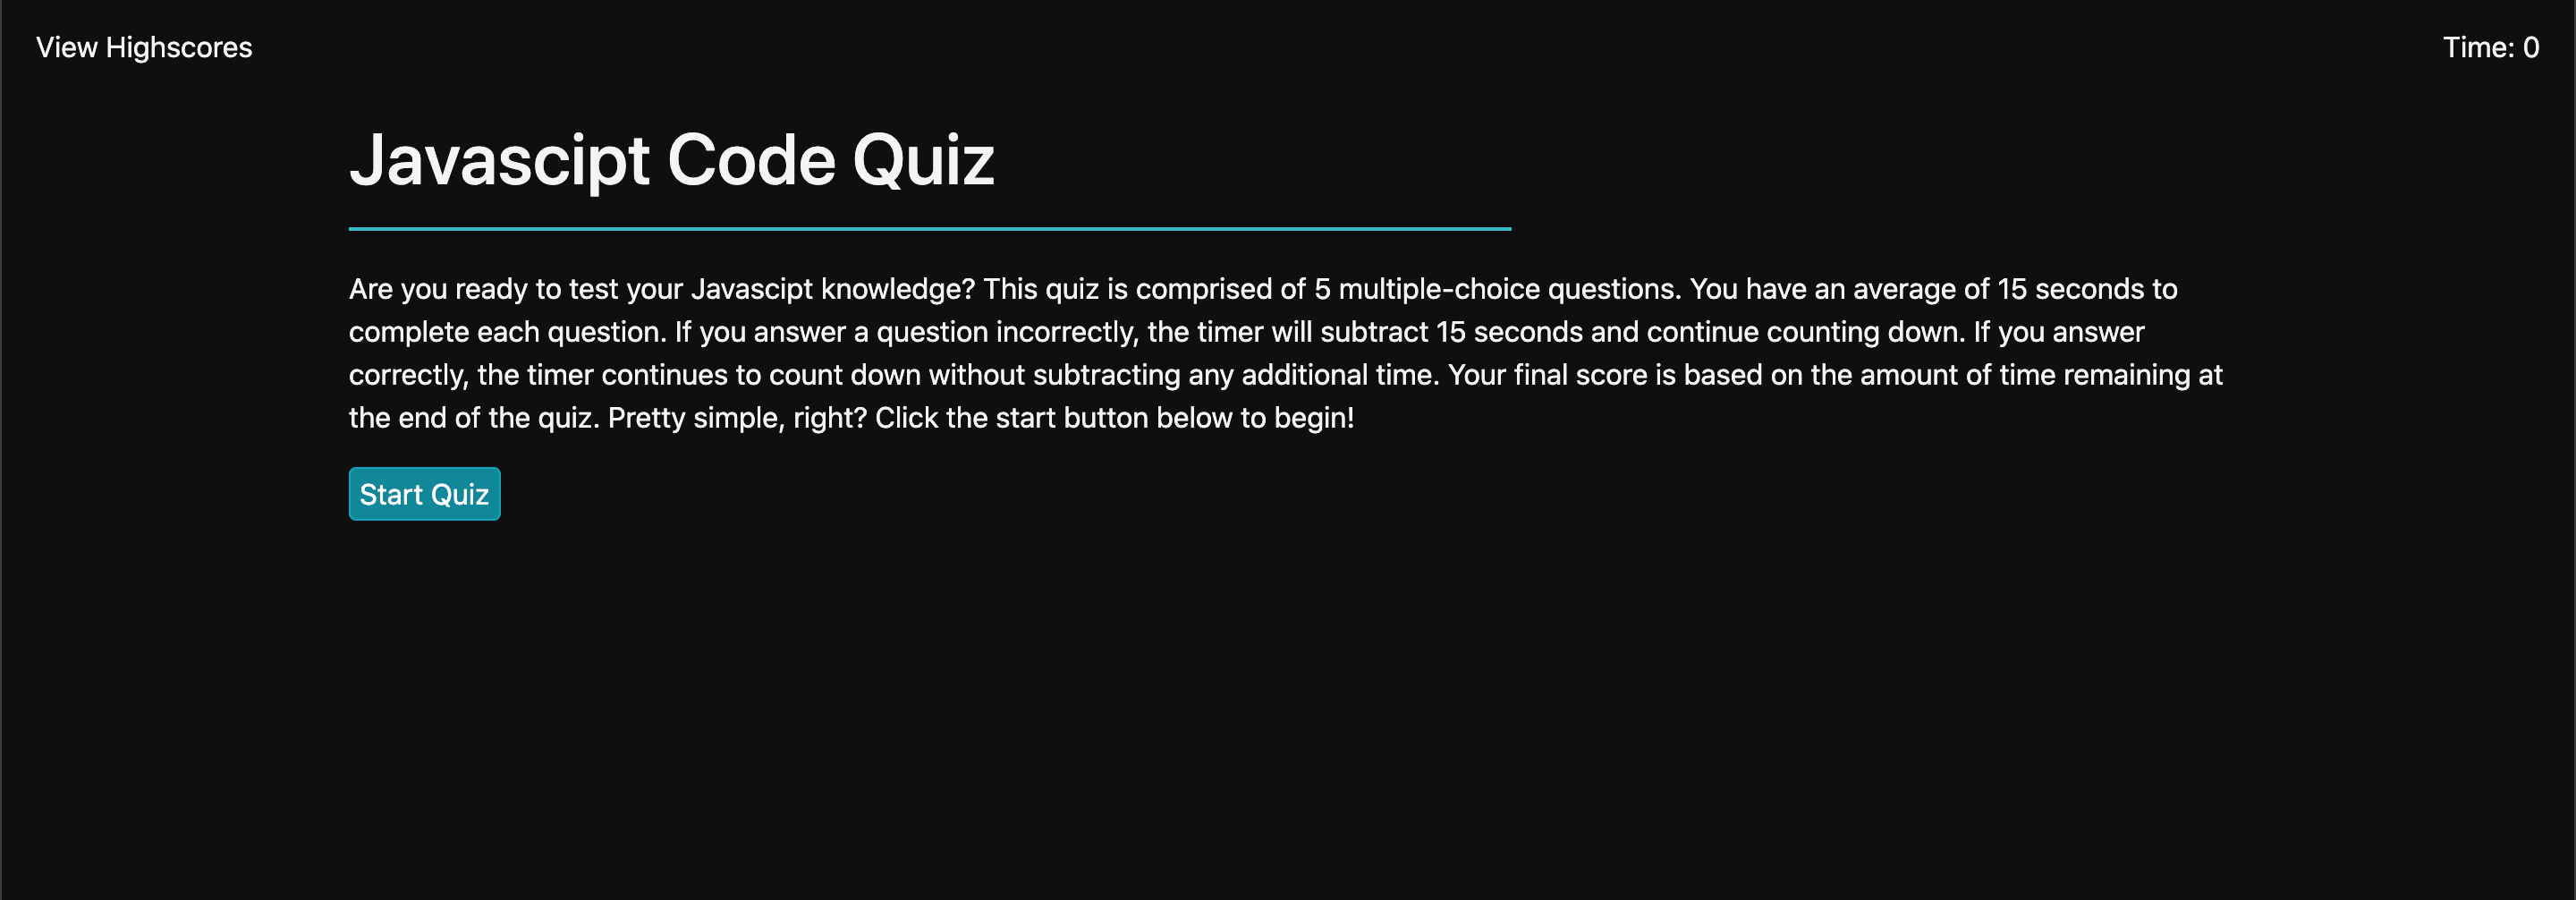 View Highscores
Time: 0
Javascipt Code Quiz
Are you ready to test your Javascipt knowledge? This quiz is comprised of 5 multiple-choice questions. You have an average of 15 seconds to
complete each question. If you answer a question incorrectly, the timer will subtract 15 seconds and continue counting down. If you answer
correctly, the timer continues to count down without subtracting any additional time. Your final score is based on the amount of time remaining at
the end of the quiz. Pretty simple, right? Click the start button below to begin!
Start Quiz